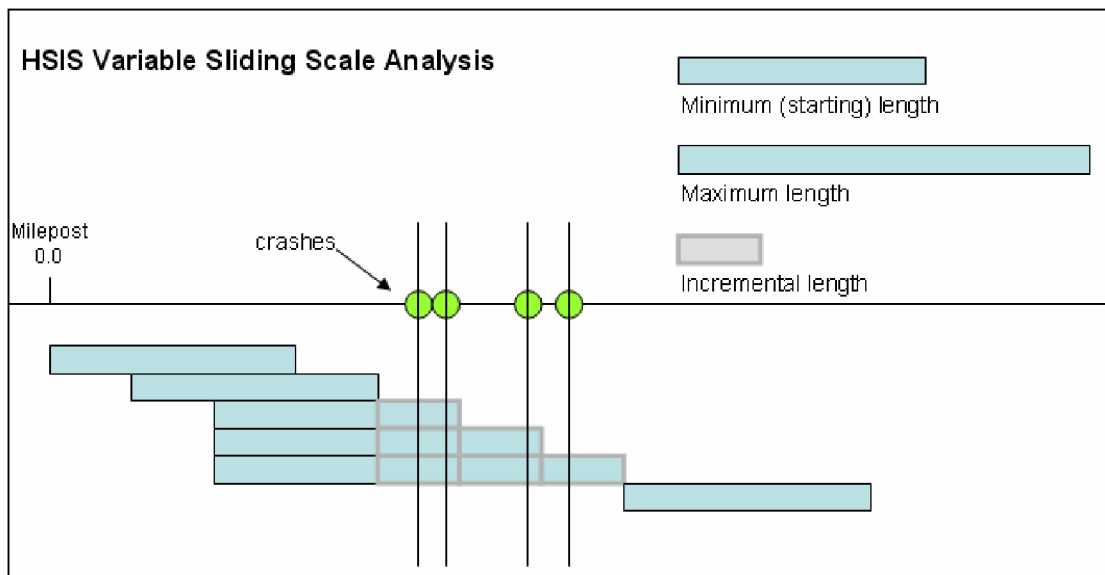 HSIS Variable Sliding Scale Analysis
Minimum (starting) length
Maximum length
Milepost
0.0
crashes
Incremental length